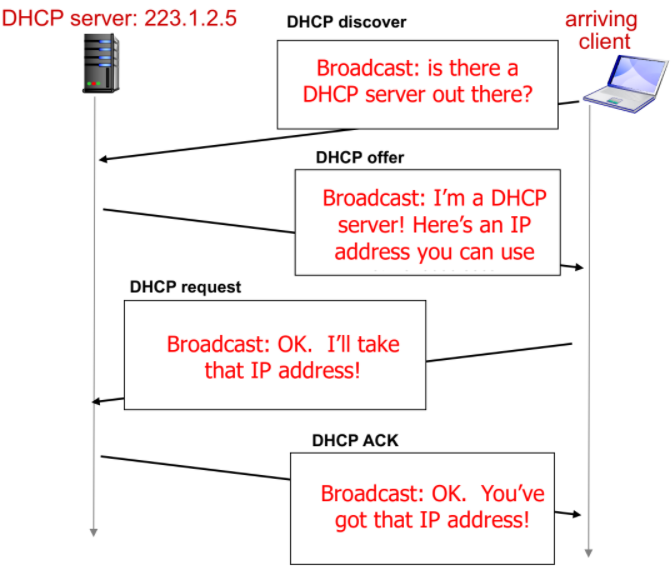 DHCP server: 223.1.2.5
DHCP discover
arriving
client
Broadcast: is there a
DHCP server out there?
DHCP offer
Broadcast: I'm a DHCP
server! Here's an IP
address you can use
DHCP request
Broadcast: OK.  I'll take
that IP address!
DHCP ACK
Broadcast: OK.  You've
got that IP address!